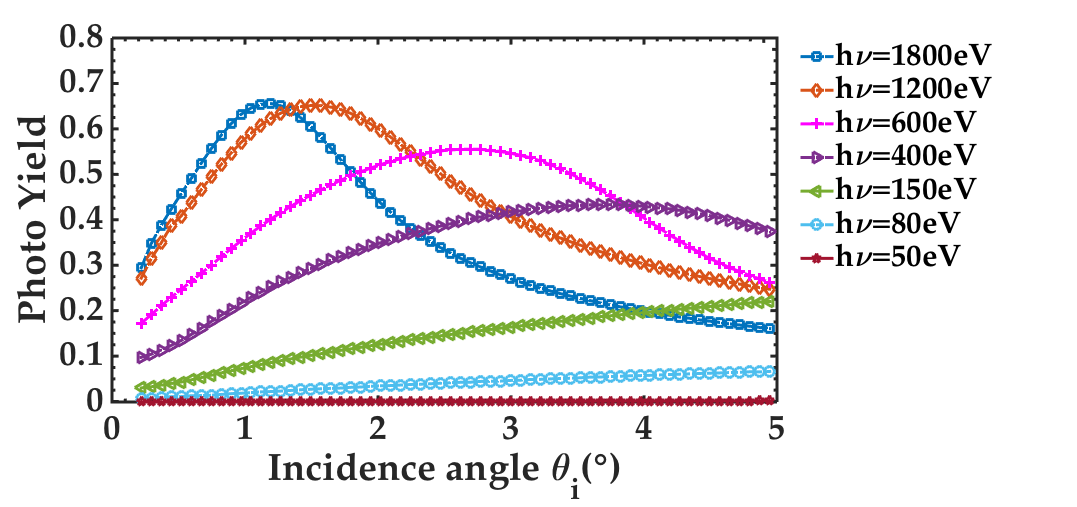 0.8
0.7
0.6
0.5
0.4
0.3
0.2
0.1
0
Photo Yield
0 1 2 3 4 5
Incidence angle θi(°)
hν=1800eV
hν=1200eV
hν=600eV
hν=400eV
hν=150eV
hν=80eV
hν=50eV